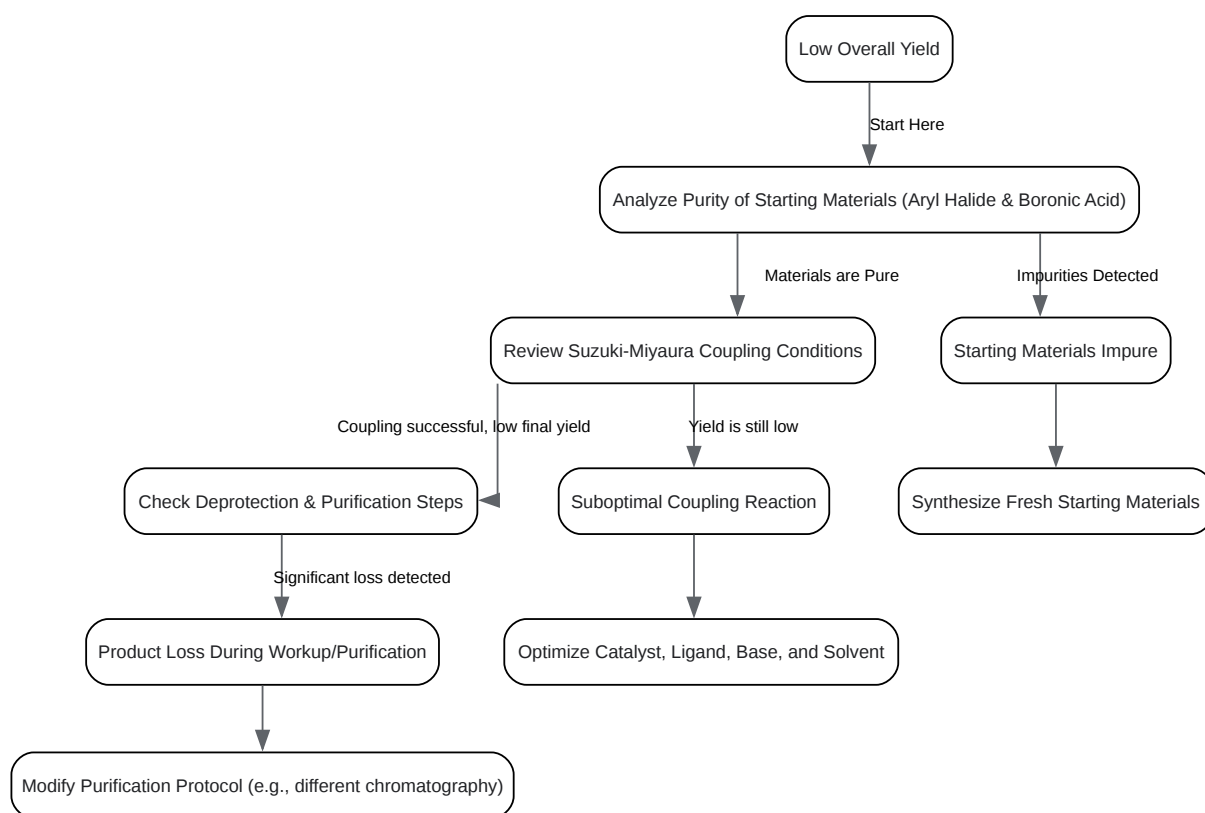 Low Overall Yield
Start Here
Analyze Purity of Starting Materials (Aryl Halide & Boronic Acid)
Materials are Pure
Impurities Detected
Review Suzuki-Miyaura Coupling Conditions
Starting Materials Impure
Coupling successful, low final yield
Yield is still low
Check Deprotection & Purification Steps
Suboptimal Coupling Reaction
Synthesize Fresh Starting Materials
Significant loss detected
Product Loss During Workup/Purification
Optimize Catalyst, Ligand, Base, and Solvent
Modify Purification Protocol (e.g., different chromatography)